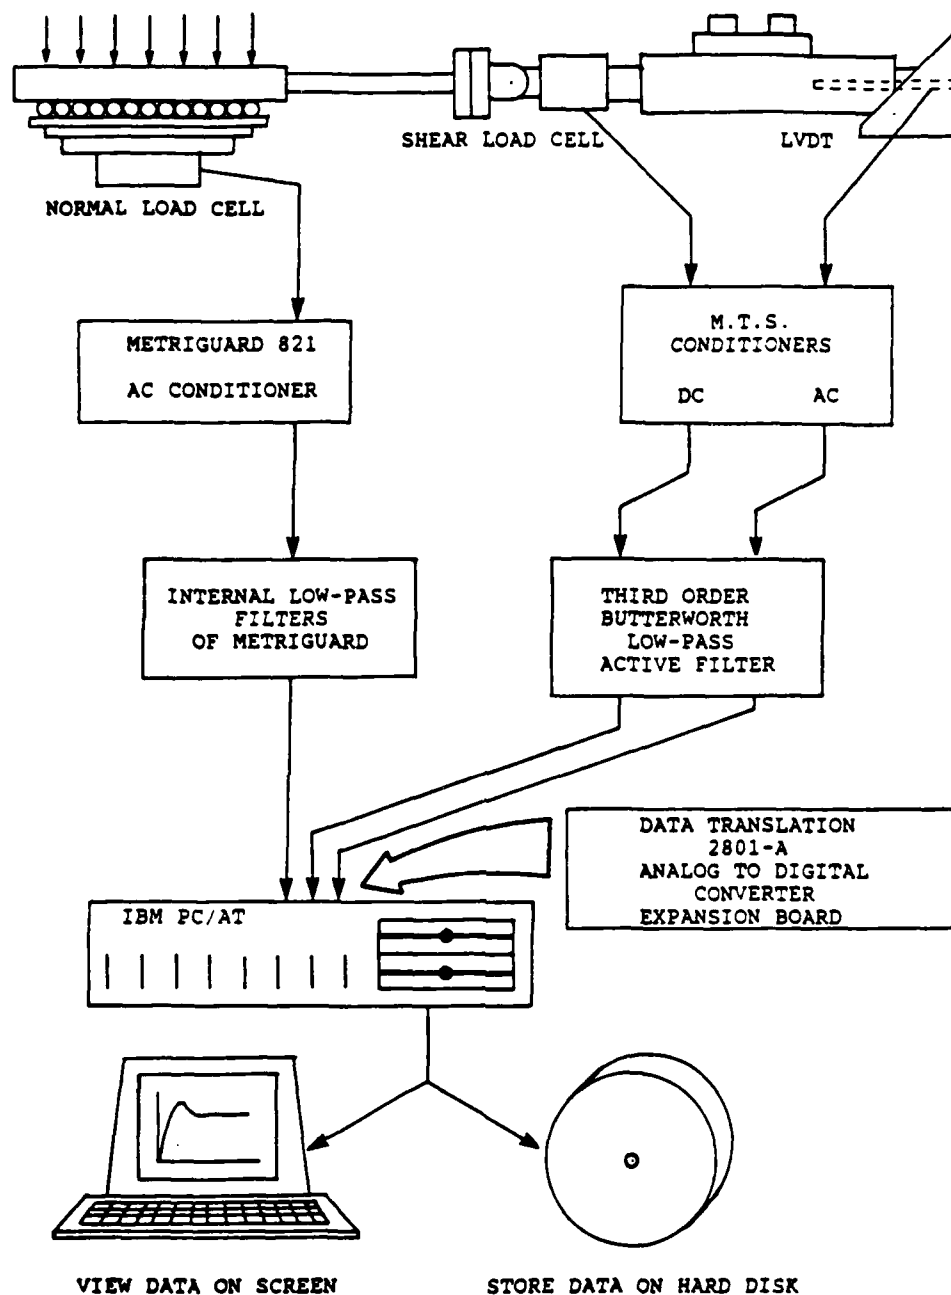 SHEAR LOAD CELL
LVDT
NORMAL LOAD CELL
METRIGUARD 821
AC CONDITIONER
M.T.S.
CONDITIONERS
DC AC
INTERNAL LOW-PASS
FILTERS
OF METRIGUARD
THIRD ORDER
BUTTERWORTH
LOW-PASS
ACTIVE FILTER
DATA TRANSLATION
2801-A
ANALOG TO DIGITAL
CONVERTER
EXPANSION BOARD
IBM PC/AT
VIEW DATA ON SCREEN
STORE DATA ON HARD DISK